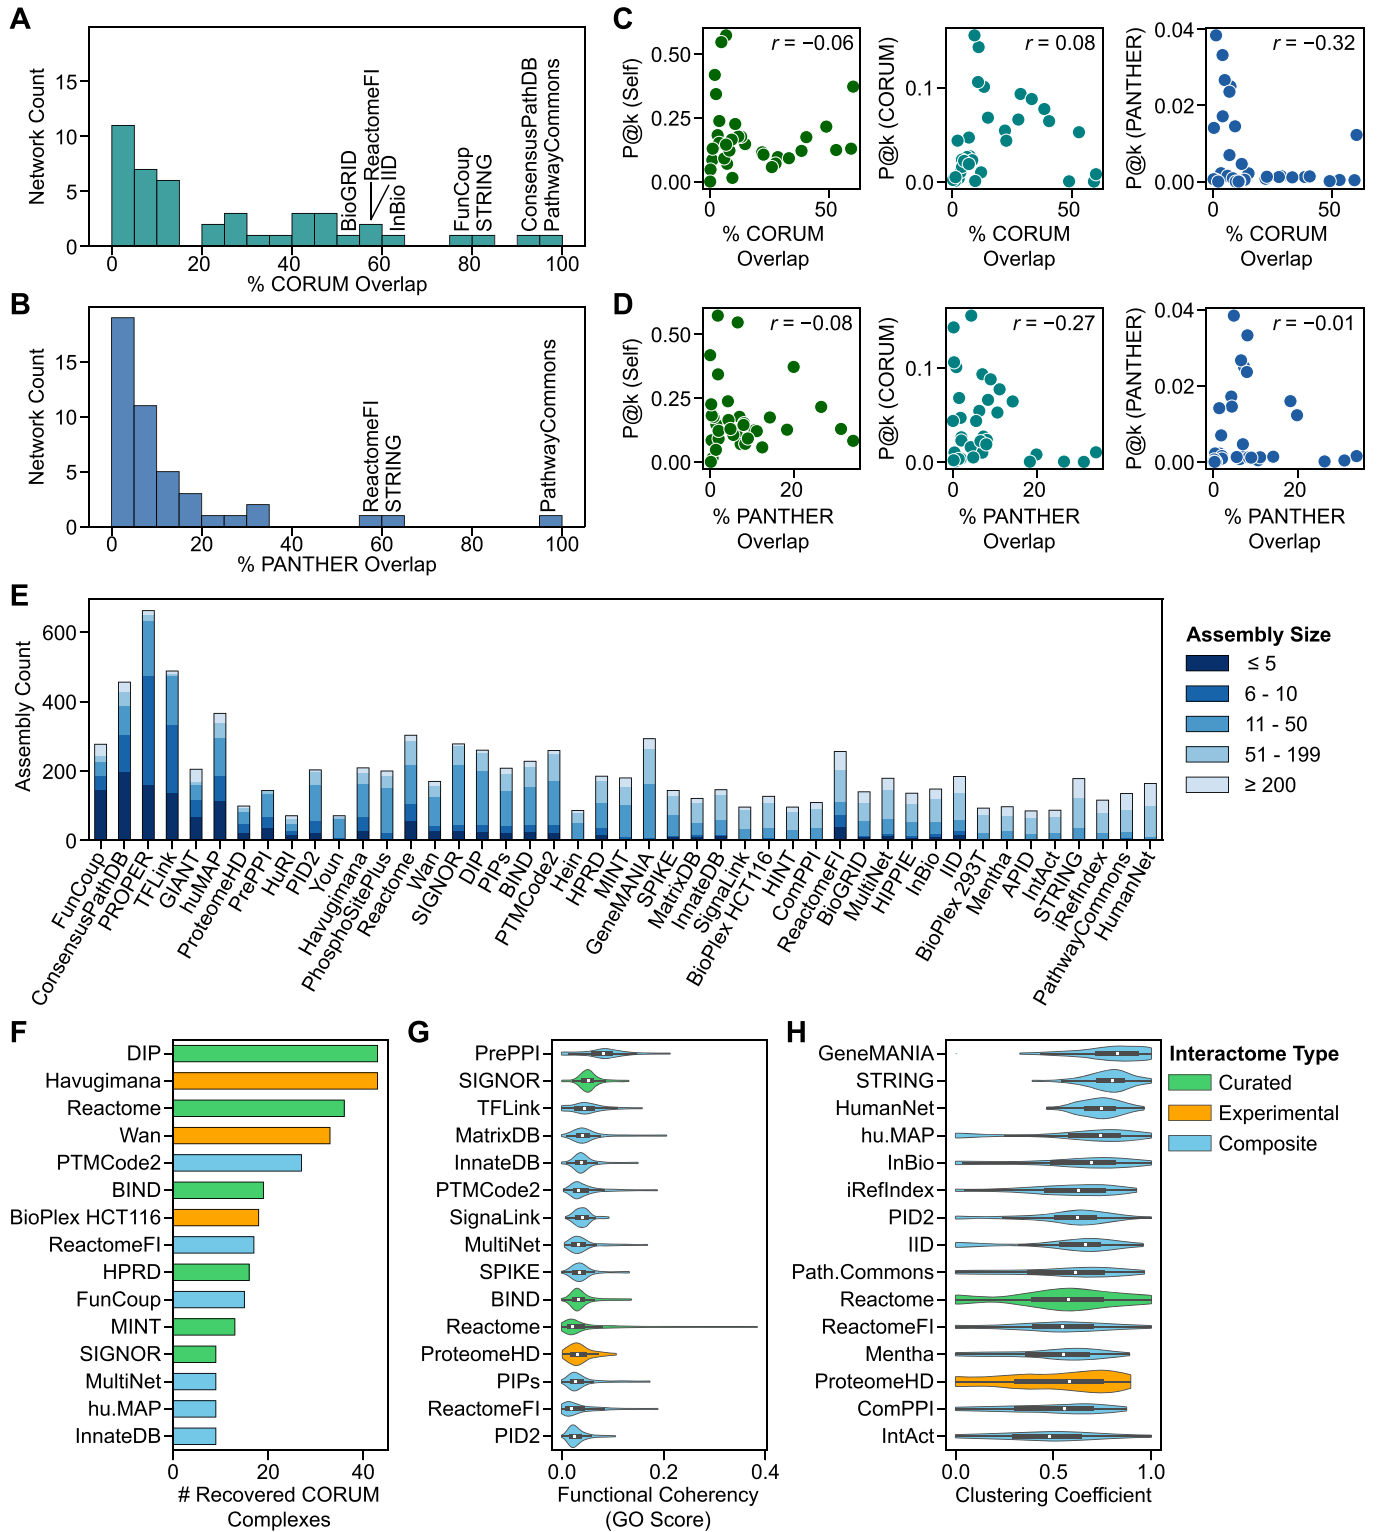 A
Network Count
15
10
5
0
BioGRID
ReactomeFI
IID
InBio
FunCoup
STRING
ConsensusPathDB
PathwayCommons
0 20 40 60 80 100
% CORUM Overlap
B
Network Count
15
10
5
0
ReactomeFI
STRING
PathwayCommons
0 20 40 60 80 100
% PANTHER Overlap
C
P@k (Self)
0.50
0.25
0.00
r = −0.06
0 50
% CORUM
Overlap
P@k (CORUM)
0.1
0.0
r = 0.08
0 50
% CORUM
Overlap
P@k (PANTHER)
0.04
0.02
0.00
r = −0.32
0 50
% CORUM
Overlap
D
P@k (Self)
0.50
0.25
0.00
r = −0.08
0 20
% PANTHER
Overlap
P@k (CORUM)
0.1
0.0
r = −0.27
0 20
% PANTHER
Overlap
P@k (PANTHER)
0.04
0.02
0.00
r = −0.01
0 20
% PANTHER
Overlap
E
Assembly Count
600
400
200
0
FunCoup
ConsensusPathDB
PROPER
TFLink
GIANT
huMAP
ProteomeHD
PrePPI
HuRI
PID2
Youn
Havugimana
PhosphoSitePlus
Reactome
Wan
SIGNOR
DIP
PIPs
BIND
PTMCode2
Hein
HPRD
MINT
GeneMANIA
SPIKE
MatrixDB
InnateDB
SignaLink
BioPlex HCT116
HINT
ComPPI
ReactomeFI
BioGRID
MultiNet
HIPPIE
InBio
IID
BioPlex 293T
Mentha
APID
IntAct
STRING
iRefIndex
PathwayCommons
HumanNet
Assembly Size
≤ 5
6 - 10
11 - 50
51 - 199
≥ 200
F
DIP
Havugimana
Reactome
Wan
PTMCode2
BIND
BioPlex HCT116
ReactomeFI
HPRD
FunCoup
MINT
SIGNOR
MultiNet
hu.MAP
InnateDB
0 20 40
# Recovered CORUM
Complexes
G
PrePPI
SIGNOR
TFLink
MatrixDB
InnateDB
PTMCode2
SignaLink
MultiNet
SPIKE
BIND
Reactome
ProteomeHD
PIPs
ReactomeFI
PID2
0.0 0.2 0.4
Functional Coherency
(GO Score)
H
GeneMANIA
STRING
HumanNet
hu.MAP
InBio
iRefIndex
PID2
IID
Path.Commons
Reactome
ReactomeFI
Mentha
ProteomeHD
ComPPI
IntAct
0.0 0.5 1.0
Clustering Coefficient
Interactome Type
Curated
Experimental
Composite